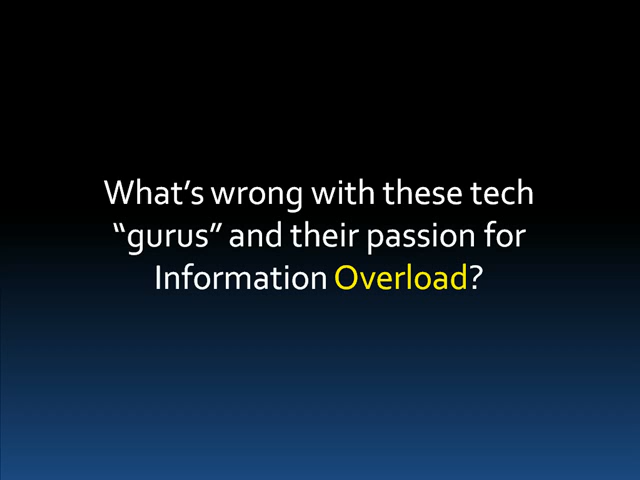 What’s wrong with these tech
“gurus” and their passion for
Information Overload?